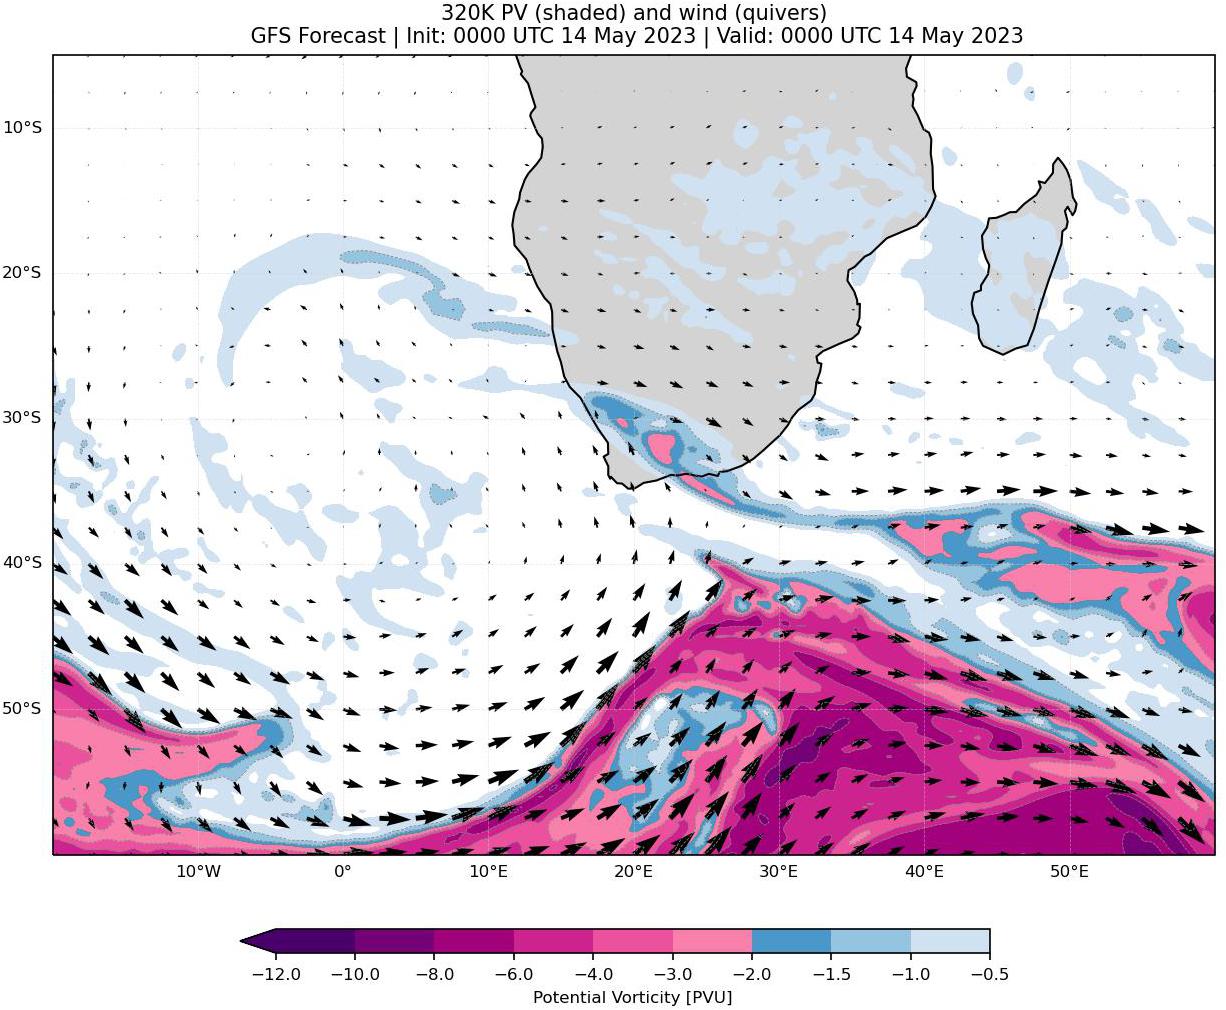 320K PV (shaded) and wind (quivers)
GFS Forecast | Init: 0000 UTC 14 May 2023 | Valid: 0000 UTC 14 May 2023
10°S
20°S
30°S
40°S
50°S
10°W 0° 10°E 20°E 30°E 40°E 50°E
−12.0 −10.0 −8.0 −6.0 −4.0 −3.0 −2.0 −1.5 −1.0 −0.5
Potential Vorticity [PVU]